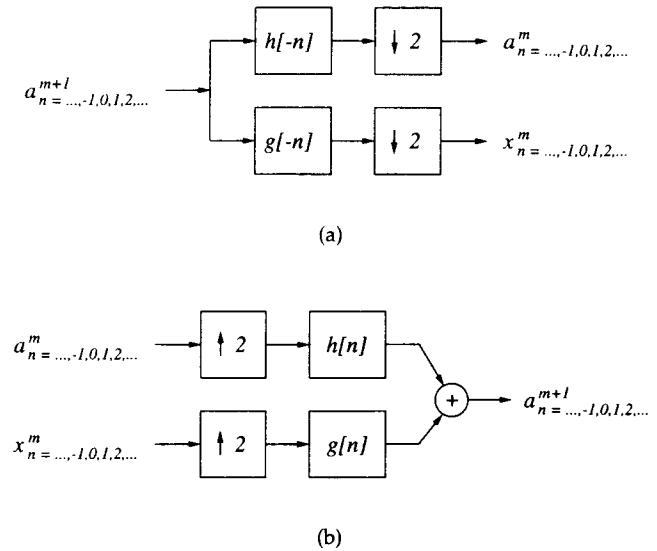 h[-n]
↓ 2
a^m_{n = ...,-1,0,1,2,...}
a^{m+1}_{n = ...,-1,0,1,2,...}
g[-n]
↓ 2
x^m_{n = ...,-1,0,1,2,...}
(a)
a^m_{n = ...,-1,0,1,2,...}
↑ 2
h[n]
+
a^{m+1}_{n = ...,-1,0,1,2,...}
x^m_{n = ...,-1,0,1,2,...}
↑ 2
g[n]
(b)